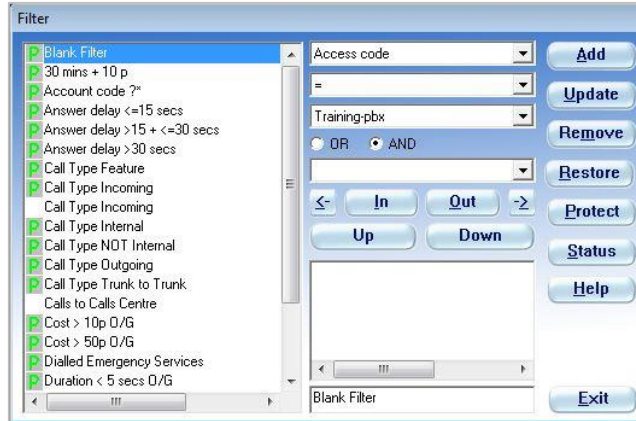 Filter
P Blank Filter
P 30 mins + 10 p
P Account code ?*
P Answer delay <=15 secs
P Answer delay >15 + <=30 secs
P Answer delay >30 secs
P Call Type Feature
P Call Type Incoming
Call Type Incoming
P Call Type Internal
P Call Type NOT Internal
P Call Type Outgoing
P Call Type Trunk to Trunk
Calls to Calls Centre
P Cost > 10p O/G
P Cost > 50p O/G
P Dialled Emergency Services
P Duration < 5 secs O/G
Access code
=
Training-pbx
OR AND
<- In Out ->
Up Down
Blank Filter
Add
Update
Remove
Restore
Protect
Status
Help
Exit